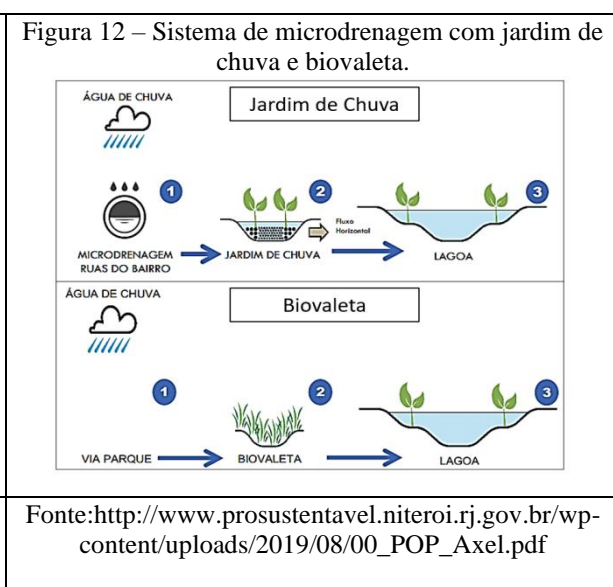 Figura 12 – Sistema de microdrenagem com jardim de
chuva e biovaleta.
ÁGUA DE CHUVA
Jardim de Chuva
1
2
3
Fluxo
Horizontal
MICRODRENAGEM
RUAS DO BAIRRO
JARDIM DE CHUVA
LAGOA
ÁGUA DE CHUVA
Biovaleta
1
2
3
VIA PARQUE
BIOVALETA
LAGOA
Fonte:http://www.prosustentavel.niteroi.rj.gov.br/wp-
content/uploads/2019/08/00_POP_Axel.pdf